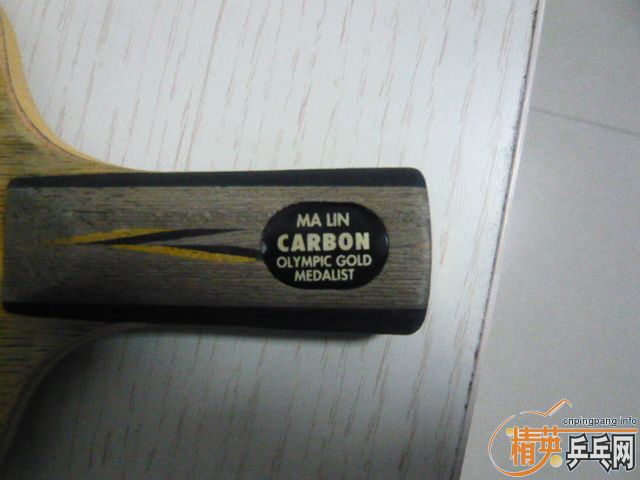 MA LIN
CARBON
OLYMPIC GOLD
MEDALIST
cnpingpang.info
精英乒乓网